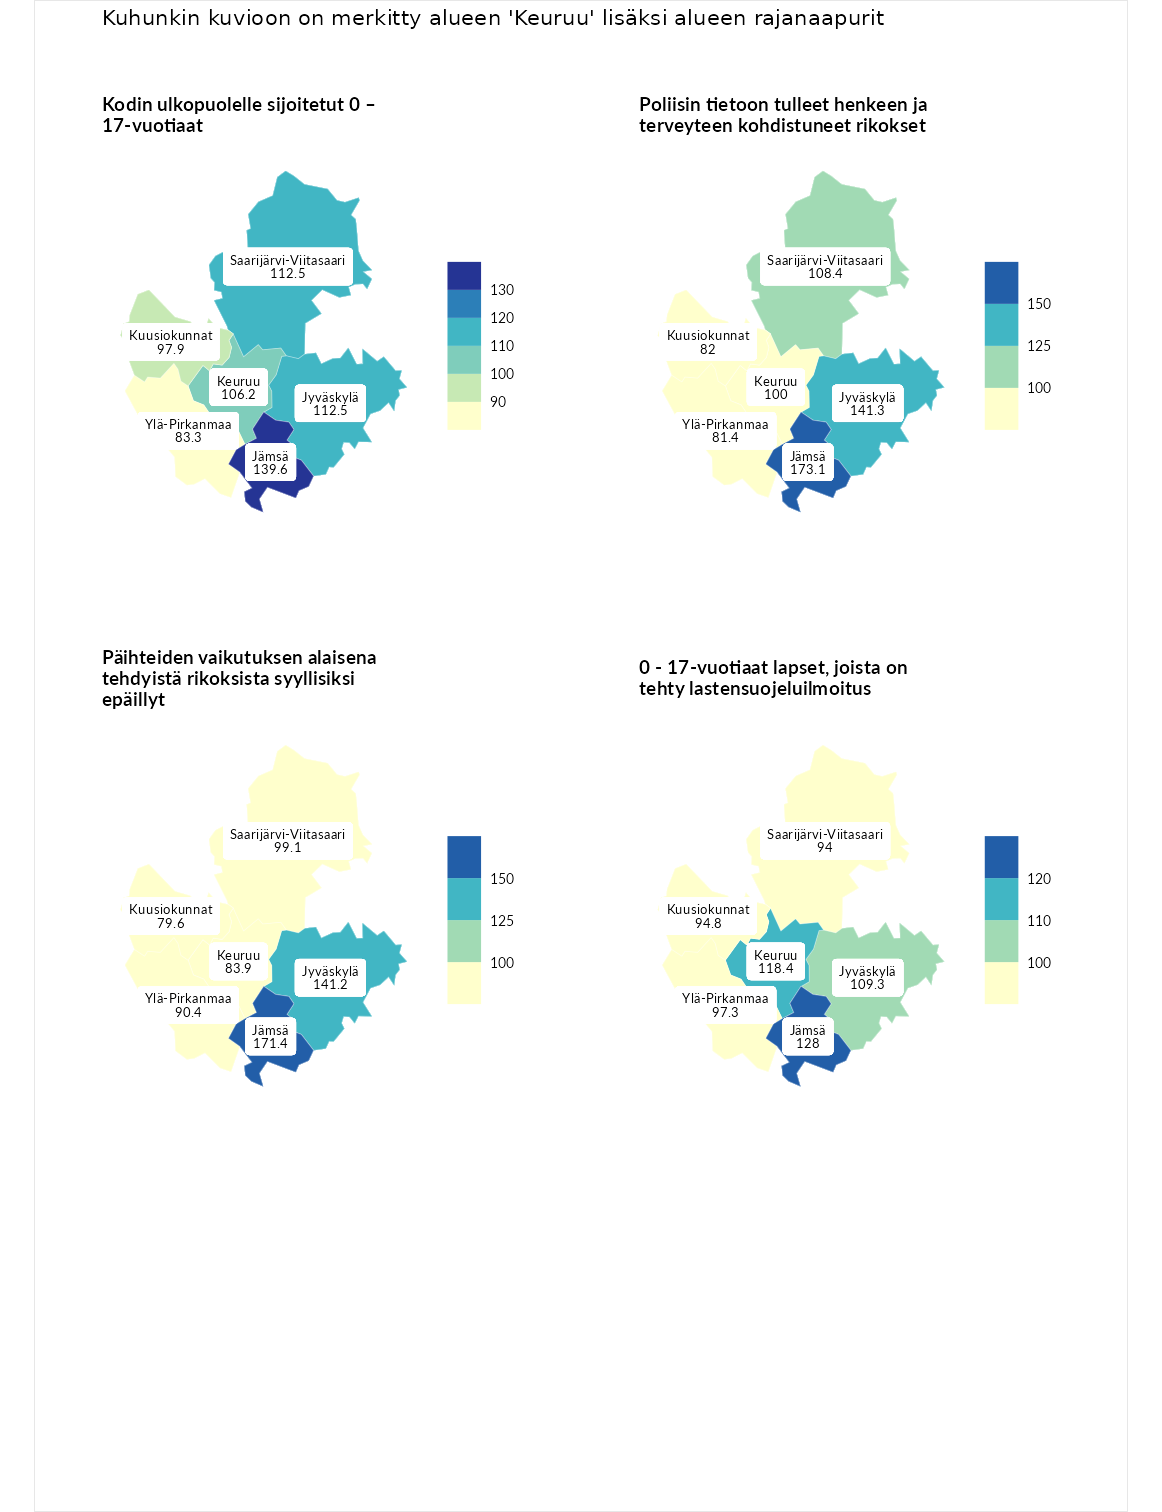 Kuhunkin kuvioon on merkitty alueen 'Keuruu' lisäksi alueen rajanaapurit
Kodin ulkopuolelle sijoitetut 0 –
17-vuotiaat
Saarijärvi-Viitasaari
112.5
Kuusiokunnat
97.9
Keuruu
106.2
Jyväskylä
112.5
Ylä-Pirkanmaa
83.3
Jämsä
139.6
130
120
110
100
90
Poliisin tietoon tulleet henkeen ja
terveyteen kohdistuneet rikokset
Saarijärvi-Viitasaari
108.4
Kuusiokunnat
82
Keuruu
100
Jyväskylä
141.3
Ylä-Pirkanmaa
81.4
Jämsä
173.1
150
125
100
Päihteiden vaikutuksen alaisena
tehdyistä rikoksista syyllisiksi
epäillyt
Saarijärvi-Viitasaari
99.1
Kuusiokunnat
79.6
Keuruu
83.9
Jyväskylä
141.2
Ylä-Pirkanmaa
90.4
Jämsä
171.4
150
125
100
0 - 17-vuotiaat lapset, joista on
tehty lastensuojeluilmoitus
Saarijärvi-Viitasaari
94
Kuusiokunnat
94.8
Keuruu
118.4
Jyväskylä
109.3
Ylä-Pirkanmaa
97.3
Jämsä
128
120
110
100